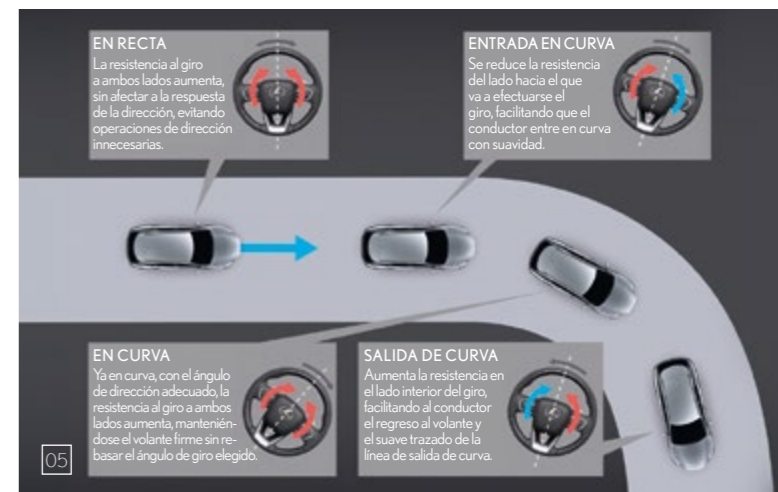 EN RECTA
La resistencia al giro
a ambos lados aumenta,
sin afectar a la respuesta
de la dirección, evitando
operaciones de dirección
innecesarias.
ENTRADA EN CURVA
Se reduce la resistencia
del lado hacia el que
va a efectuarse el
giro, facilitando que el
conductor entre en curva
con suavidad.
EN CURVA
Ya en curva, con el ángulo
de dirección adecuado, la
resistencia al giro a ambos
lados aumenta, mantenién-
dose el volante firme sin re-
basar el ángulo de giro elegido.
SALIDA DE CURVA
Aumenta la resistencia en
el lado interior del giro,
facilitando al conductor
el regreso al volante y
el suave trazado de la
línea de salida de curva.
05